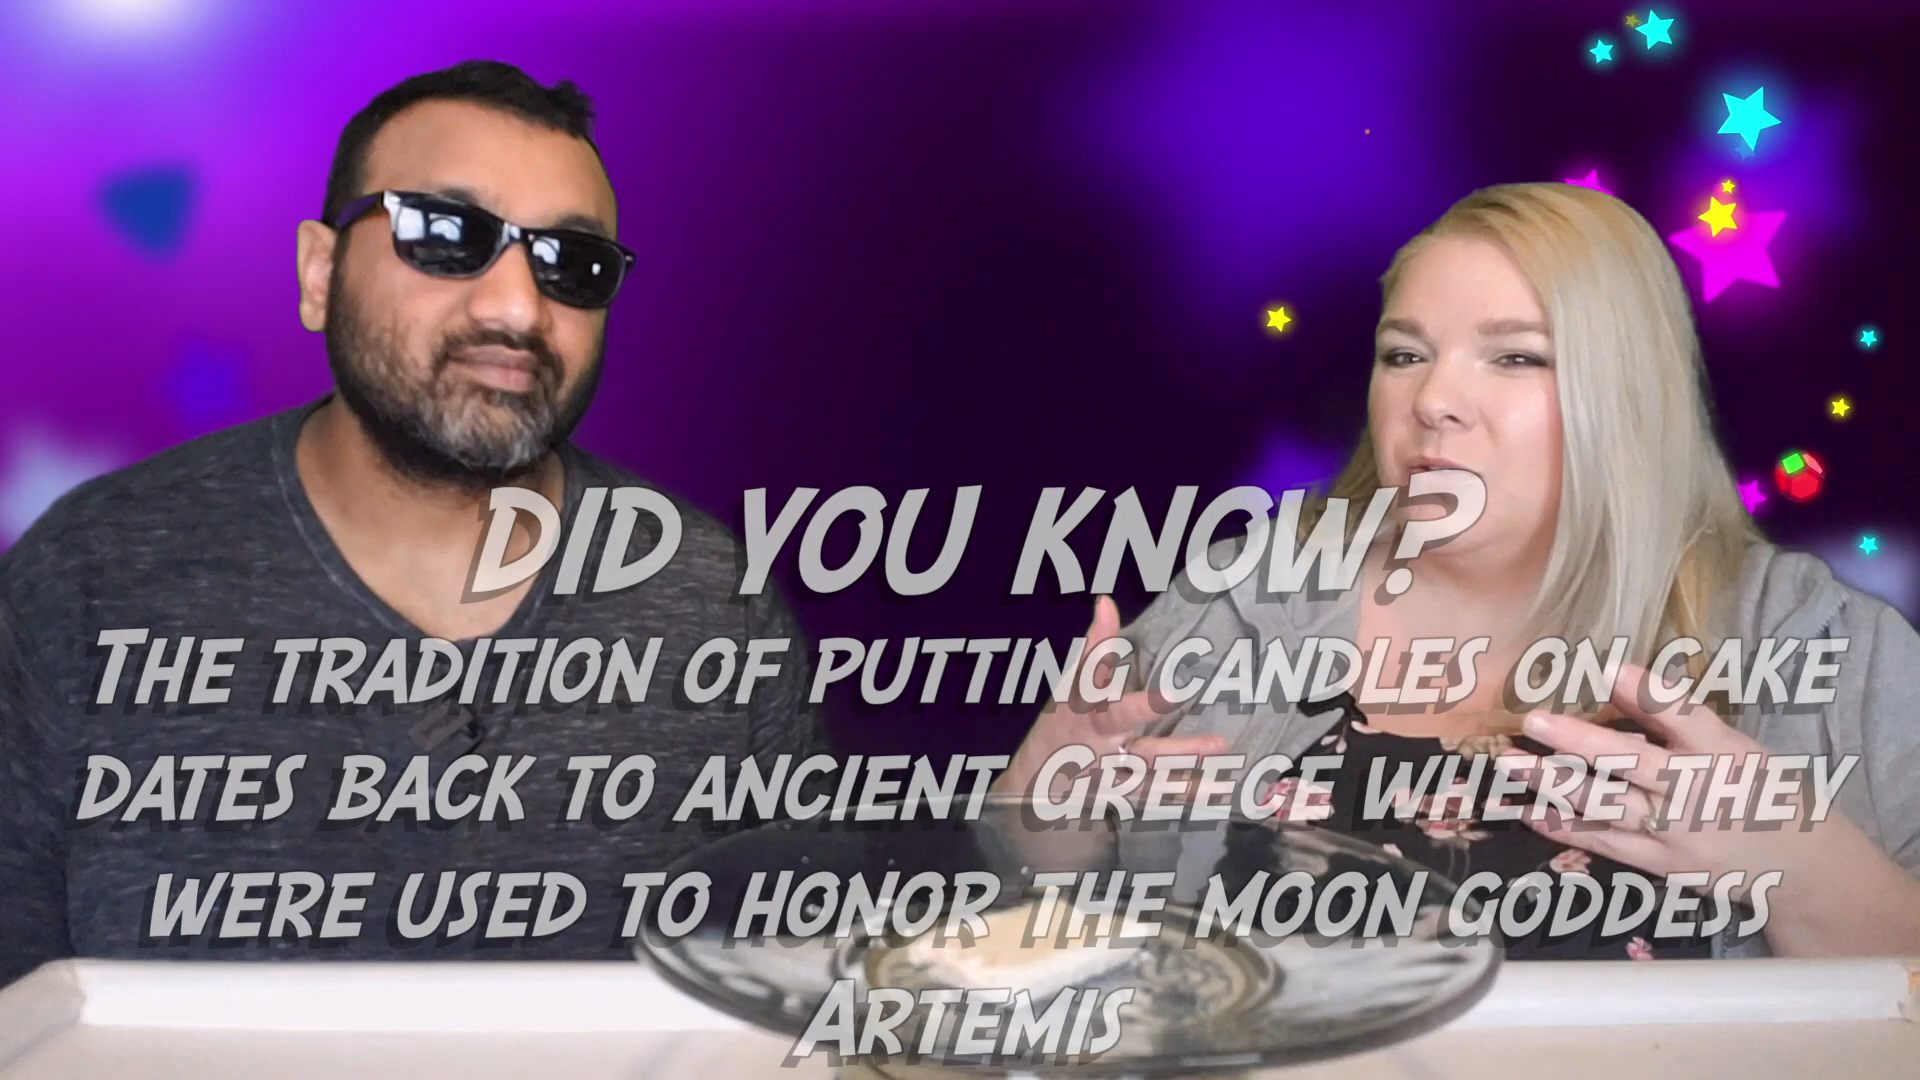 DID YOU KNOW?
THE TRADITION OF PUTTING CANDLES ON CAKE
DATES BACK TO ANCIENT GREECE WHERE THEY
WERE USED TO HONOR THE MOON GODDESS
ARTEMIS